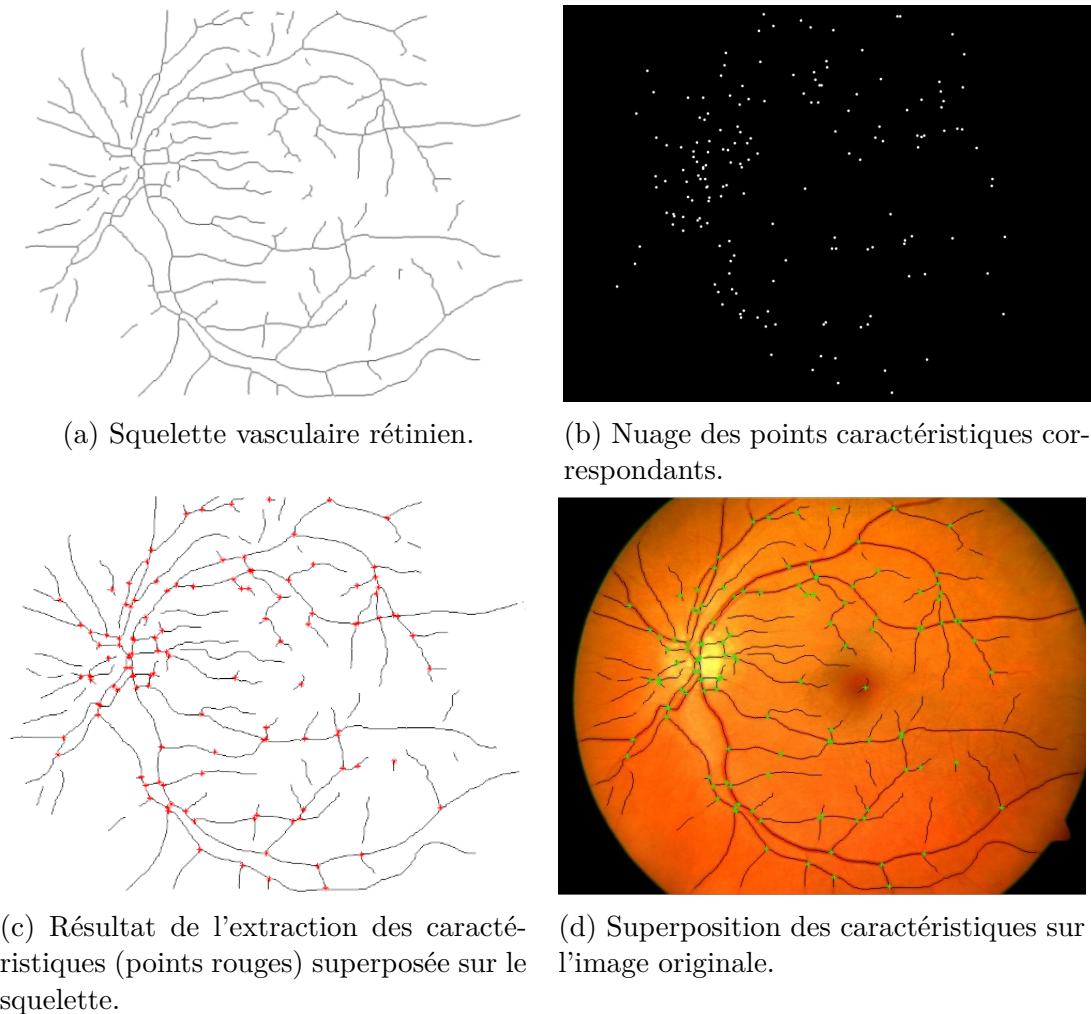 (a) Squelette vasculaire rétinien.
(b) Nuage des points caractéristiques cor-
respondants.
(c) Résultat de l'extraction des caracté-
ristiques (points rouges) superposée sur le
squelette.
(d) Superposition des caractéristiques sur
l'image originale.